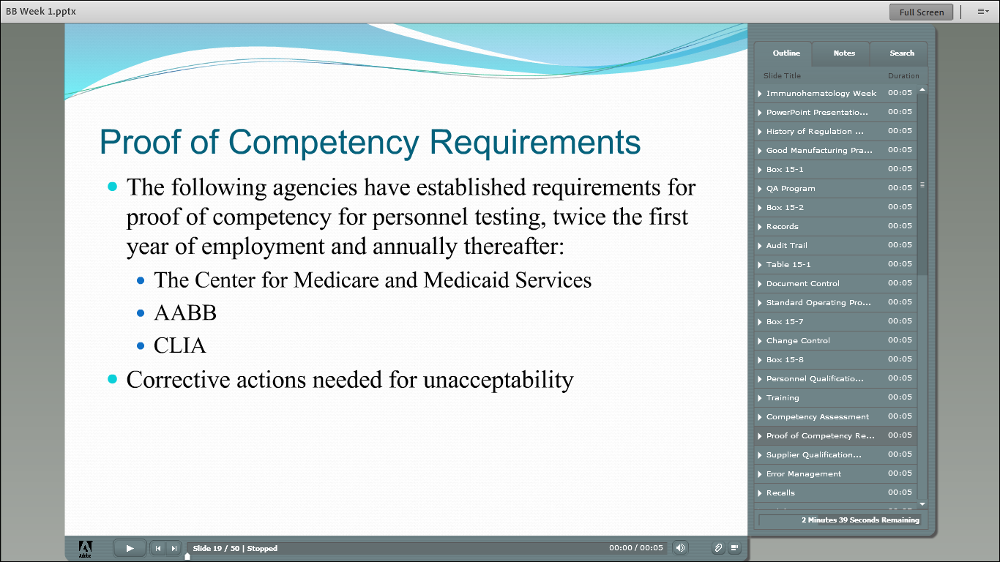 BB Week 1.pptx
Full Screen
Proof of Competency Requirements
The following agencies have established requirements for
proof of competency for personnel testing, twice the first
year of employment and annually thereafter:
The Center for Medicare and Medicaid Services
AABB
CLIA
Corrective actions needed for unacceptability
Outline Notes Search
Slide Title Duration
Immunohematology Week 00:05
PowerPoint Presentatio... 00:05
History of Regulation ... 00:05
Good Manufacturing Pra... 00:05
Box 15-1 00:05
QA Program 00:05
Box 15-2 00:05
Records 00:05
Audit Trail 00:05
Table 15-1 00:05
Document Control 00:05
Standard Operating Pro... 00:05
Box 15-7 00:05
Change Control 00:05
Box 15-8 00:05
Personnel Qualificatio... 00:05
Training 00:05
Competency Assessment 00:05
Proof of Competency Re... 00:05
Supplier Qualification... 00:05
Error Management 00:05
Recalls 00:05
2 Minutes 39 Seconds Remaining
Adobe
Slide 19 / 50 | Stopped 00:00 / 00:05